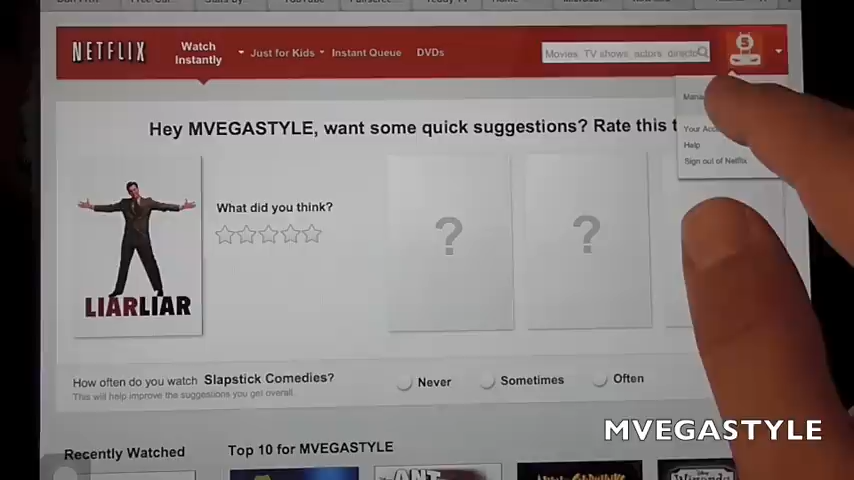 NETFLIX
Watch Instantly
Just for Kids
Instant Queue
DVDs
Movies, TV shows, actors, directo
5
Your Acc
Help
Sign out of Netflix
Hey MVEGASTYLE, want some quick suggestions? Rate this t
What did you think?
?
?
LIARLIAR
How often do you watch Slapstick Comedies?
Never
Sometimes
Often
This will help improve the suggestions you get overall.
MVEGASTYLE
Recently Watched
Top 10 for MVEGASTYLE